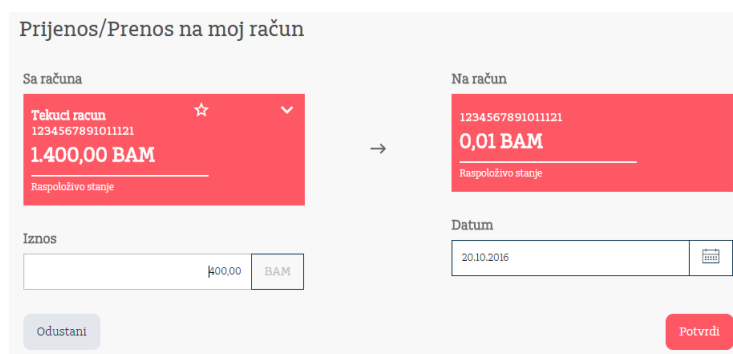 Prijenos/Prenos na moj račun
Sa računa
Tekuci racun
1234567891011121
1.400,00 BAM
Raspoloživo stanje
Na račun
1234567891011121
0,01 BAM
Raspoloživo stanje
Iznos
400,00 BAM
Datum
20.10.2016
Odustani
Potvrdi